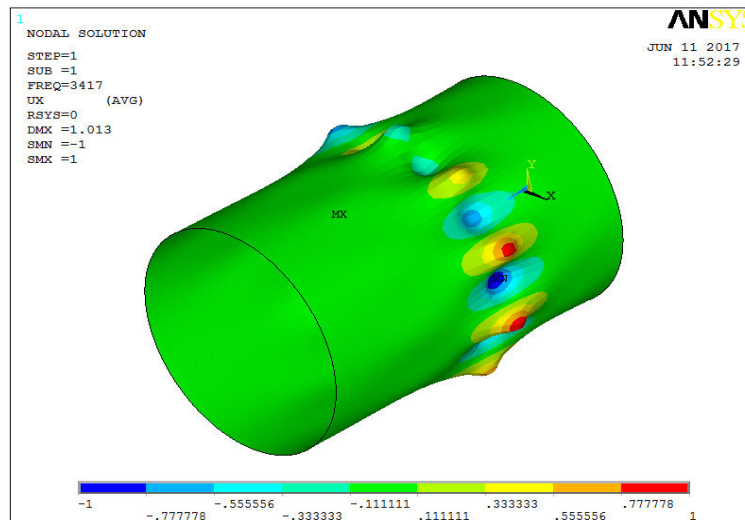 1
NODAL SOLUTION
STEP=1
SUB =1
FREQ=3417
UX (AVG)
RSYS=0
DMX =1.013
SMN =-1
SMX =1
ANSYS
JUN 11 2017
11:52:29
Y
X
MX
MN
-1 -.555556 -.111111 .333333 .777778
-.777778 -.333333 .111111 .555556 1